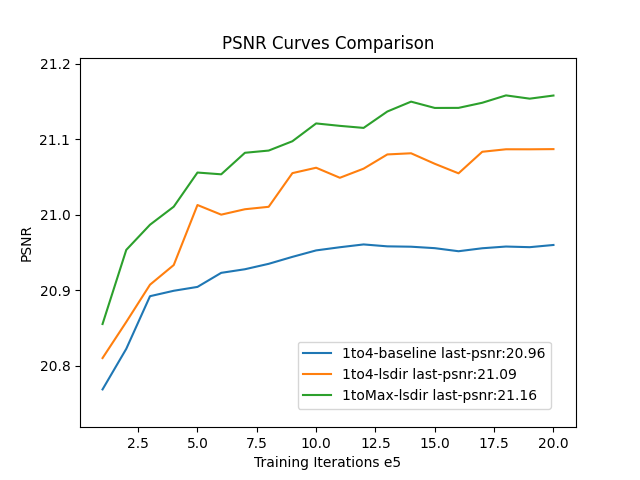 PSNR Curves Comparison
21.2
21.1
21.0
20.9
20.8
PSNR
1to4-baseline last-psnr:20.96
1to4-lsdir last-psnr:21.09
1toMax-lsdir last-psnr:21.16
2.5 5.0 7.5 10.0 12.5 15.0 17.5 20.0
Training Iterations e5